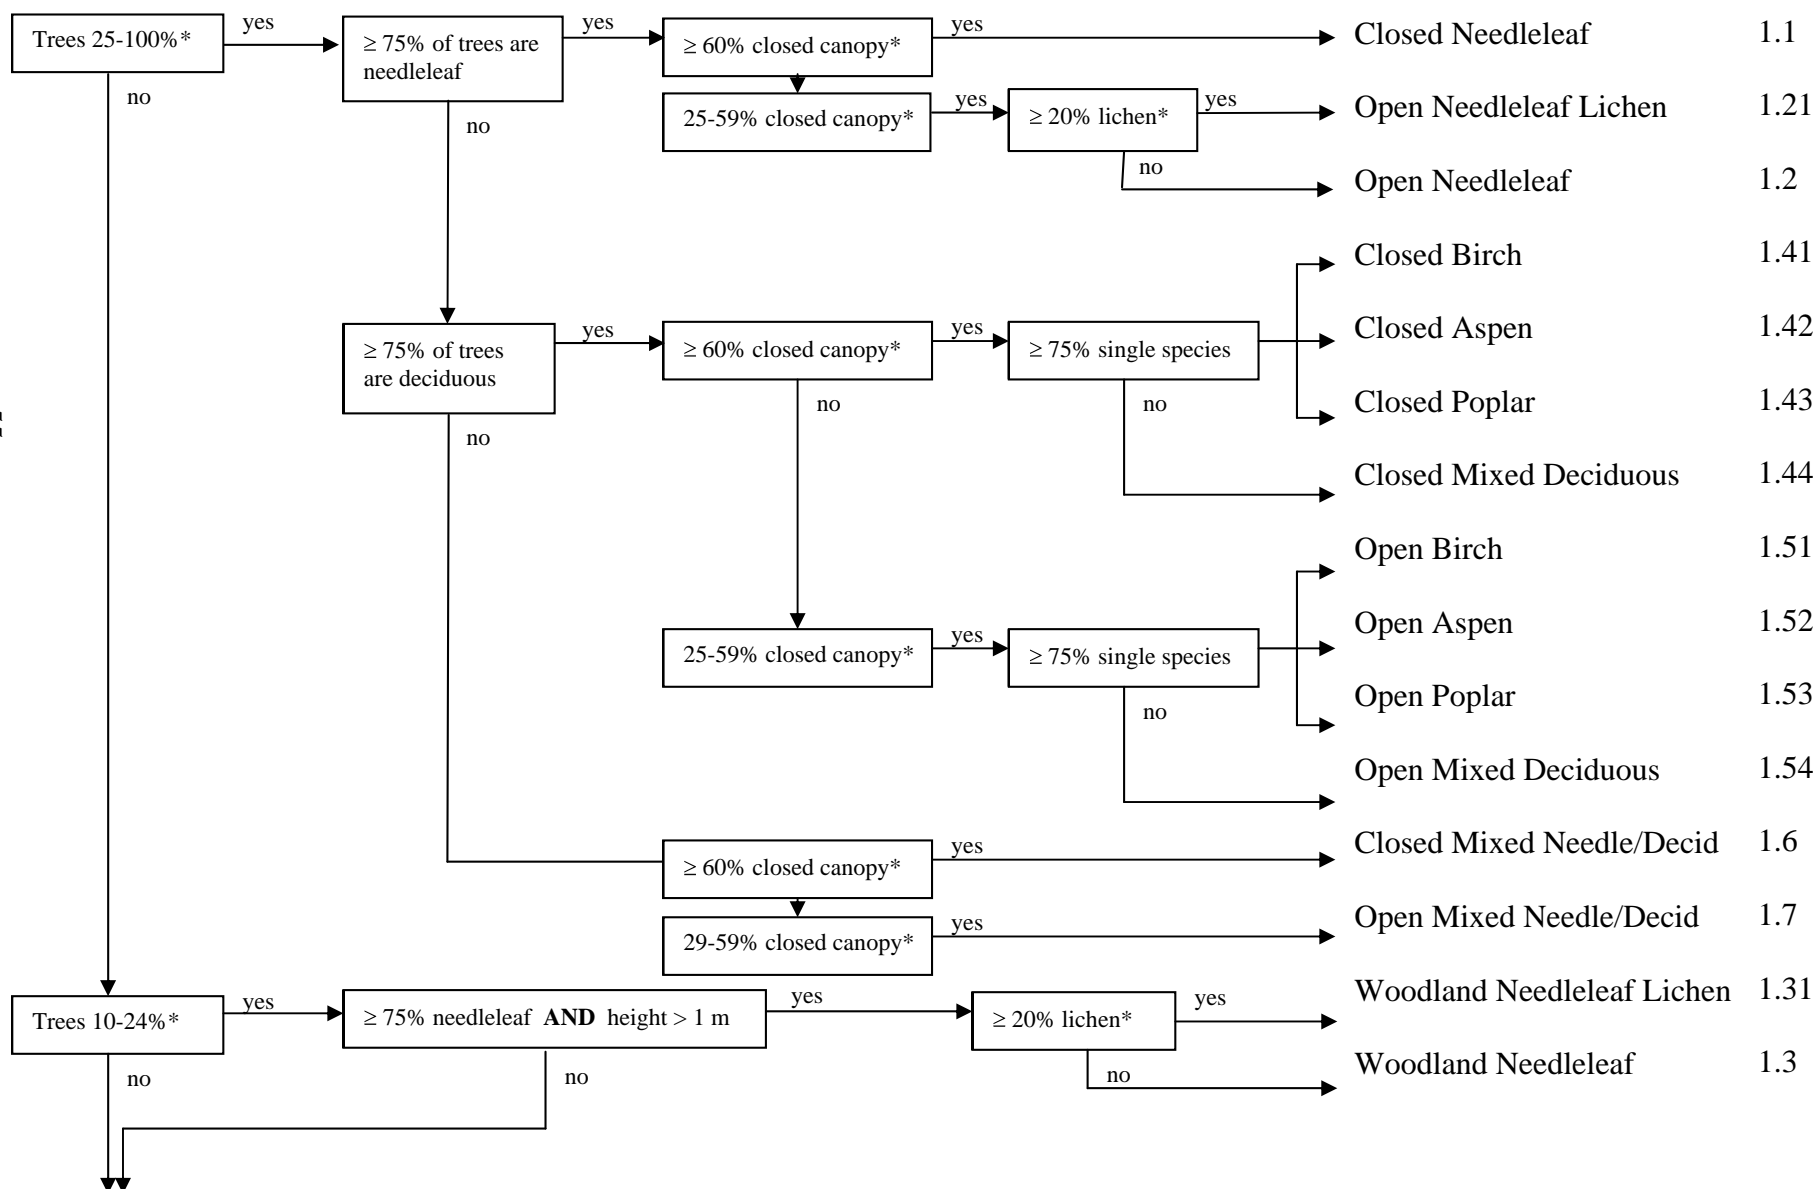 Trees 25-100%*
yes
≥ 75% of trees are
needleleaf
yes
≥ 60% closed canopy*
yes
Closed Needleleaf 1.1
no
no
25-59% closed canopy*
yes
≥ 20% lichen*
yes
Open Needleleaf Lichen 1.21
no
Open Needleleaf 1.2
Closed Birch 1.41
≥ 75% of trees
are deciduous
yes
≥ 60% closed canopy*
yes
≥ 75% single species
Closed Aspen 1.42
no
no
no
Closed Poplar 1.43
Closed Mixed Deciduous 1.44
Open Birch 1.51
25-59% closed canopy*
yes
≥ 75% single species
Open Aspen 1.52
no
Open Poplar 1.53
Open Mixed Deciduous 1.54
≥ 60% closed canopy*
yes
Closed Mixed Needle/Decid 1.6
29-59% closed canopy*
yes
Open Mixed Needle/Decid 1.7
Trees 10-24%*
yes
≥ 75% needleleaf AND height > 1 m
yes
≥ 20% lichen*
yes
Woodland Needleleaf Lichen 1.31
no
no
no
Woodland Needleleaf 1.3